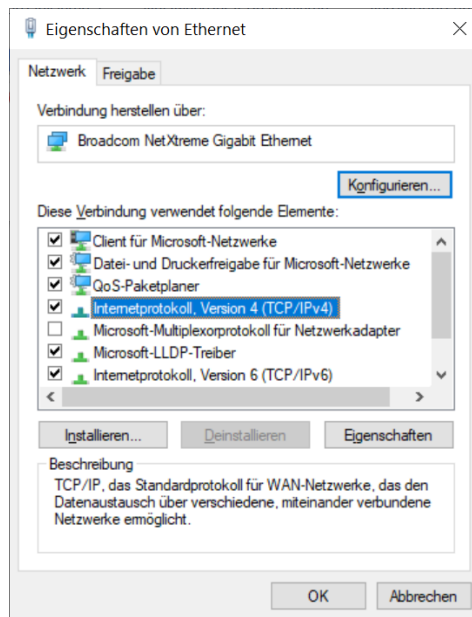 Eigenschaften von Ethernet
Netzwerk
Freigabe
Verbindung herstellen über:
Broadcom NetXtreme Gigabit Ethernet
Konfigurieren...
Diese Verbindung verwendet folgende Elemente:
Client für Microsoft-Netzwerke
Datei- und Druckerfreigabe für Microsoft-Netzwerke
QoS-Paketplaner
Internetprotokoll, Version 4 (TCP/IPv4)
Microsoft-Multiplexorprotokoll für Netzwerkadapter
Microsoft-LLDP-Treiber
Internetprotokoll, Version 6 (TCP/IPv6)
Installieren...
Deinstallieren
Eigenschaften
Beschreibung
TCP/IP, das Standardprotokoll für WAN-Netzwerke, das den
Datenaustausch über verschiedene, miteinander verbundene
Netzwerke ermöglicht.
OK
Abbrechen